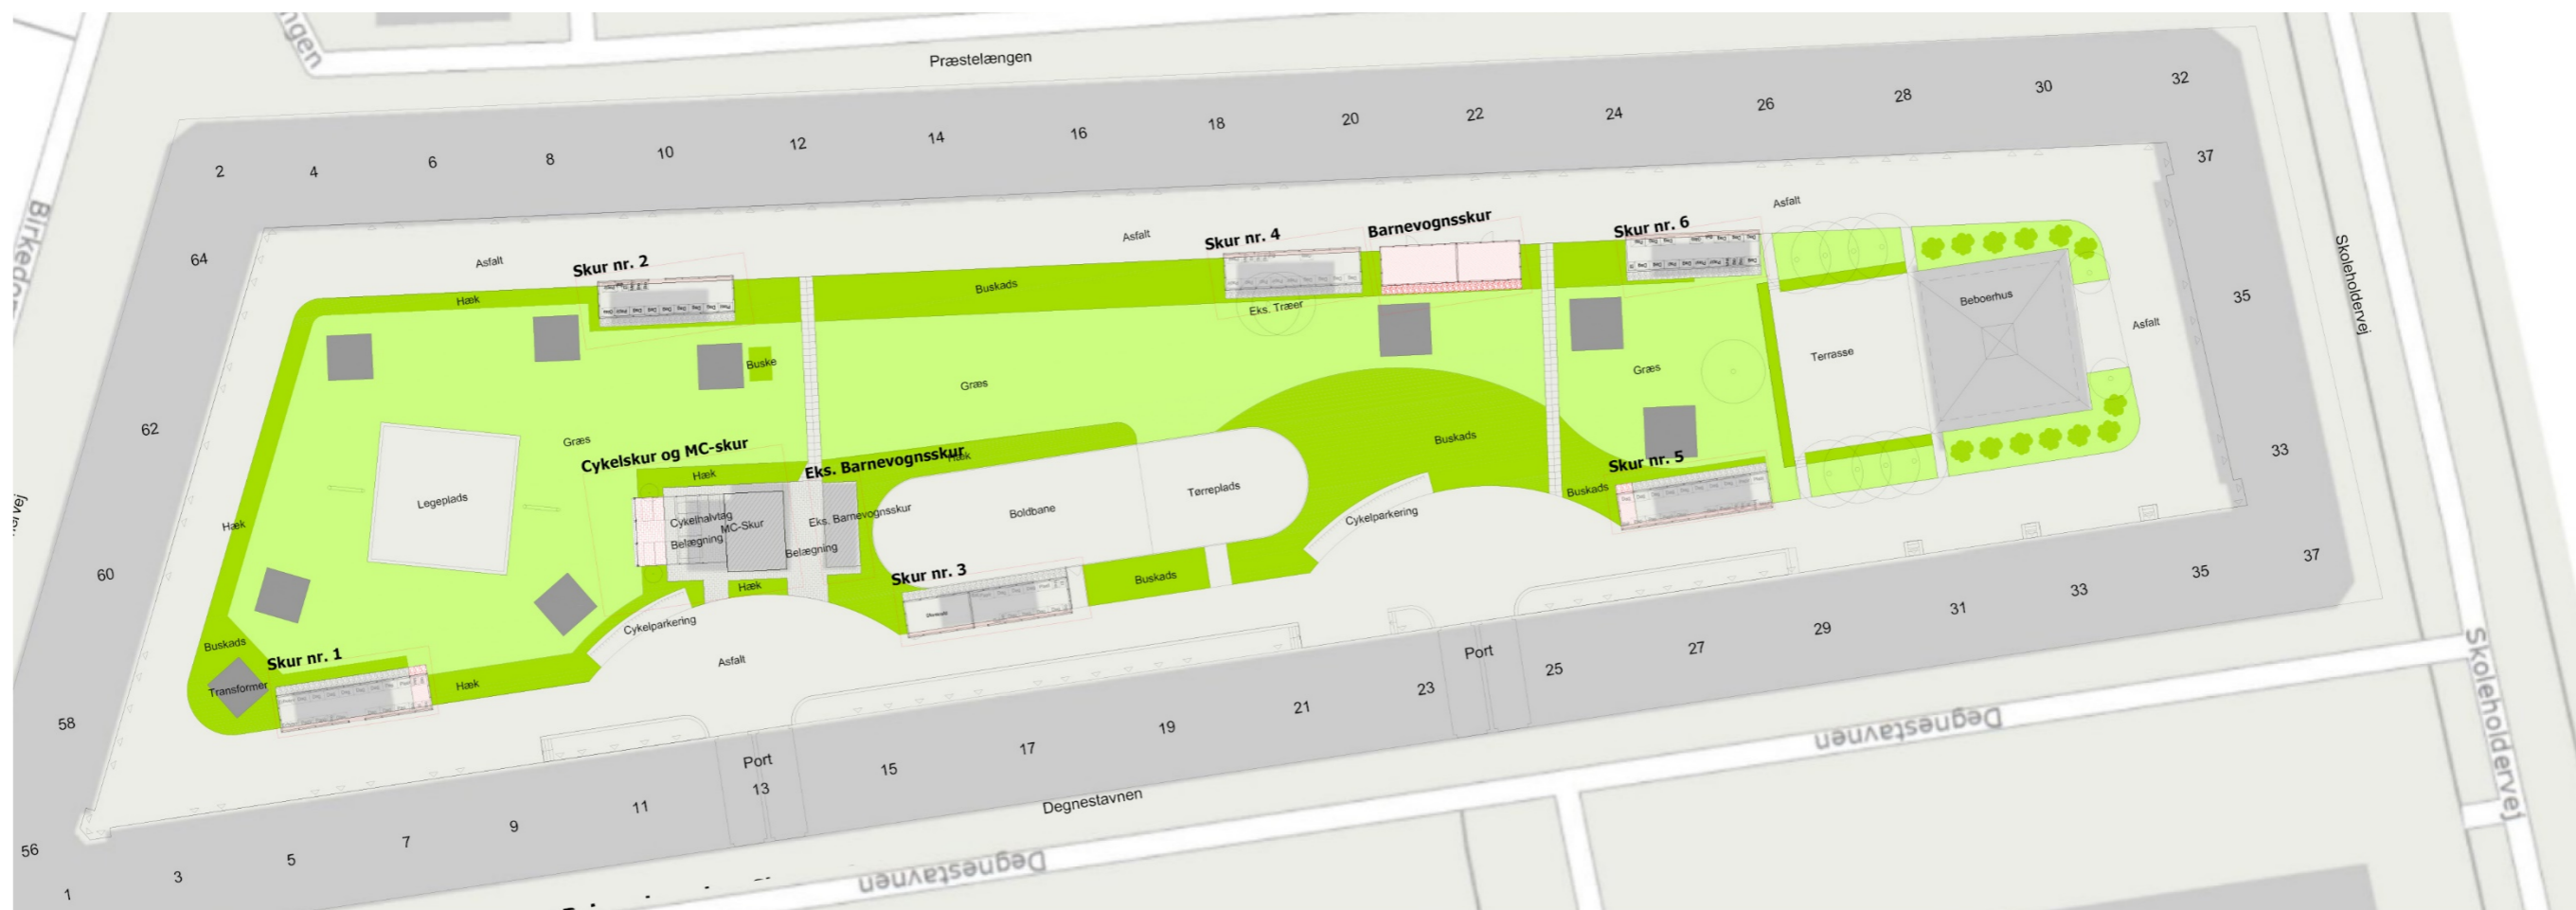 Præstelængen
2
4
6
8
10
12
14
16
18
20
22
24
26
28
30
32
37
35
33
64
62
60
58
56
Skoleholdervej
Asfalt
Asfalt
Asfalt
Asfalt
Skur nr. 2
Skur nr. 4
Barnevognsskur
Skur nr. 6
Hæk
Buskads
Eks. Træer
Beboerhus
Terrasse
Buske
Græs
Græs
Græs
Cykelskur og MC-skur
Hæk
Eks. Barnevognsskur
Hæk
Buskads
Skur nr. 5
Buskads
Legeplads
Cykelhalvtag
MC-Skur
Belægning
Eks. Barnevognsskur
Belægning
Boldbane
Tørreplads
Cykelparkering
Hæk
Skur nr. 3
Hæk
Buskads
Cykelparkering
Buskads
Skur nr. 1
Transformer
Hæk
Asfalt
Port
Port
1
3
5
7
9
11
13
15
17
19
21
23
25
27
29
31
33
35
37
Degnestavnen
Degnestavnen
Degnestavnen
Skoleholdervej